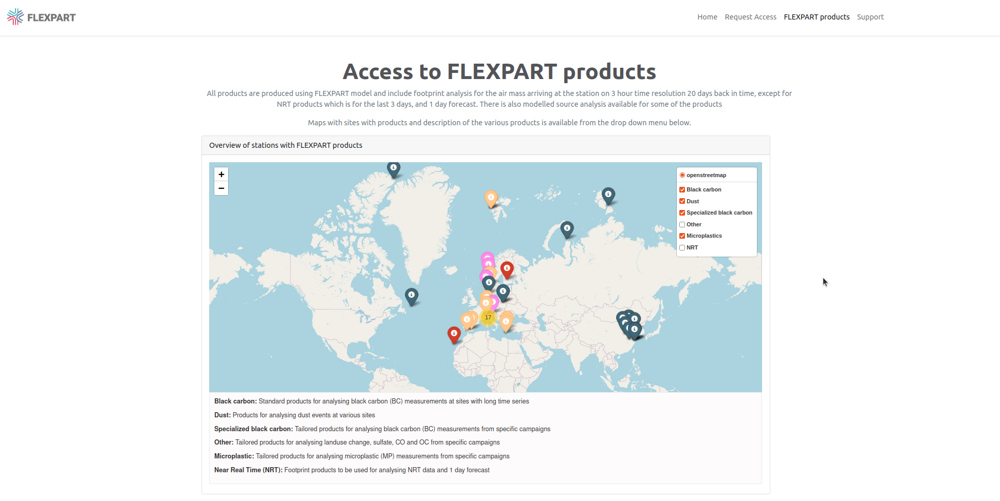 FLEXPART
Home Request Access FLEXPART products Support
Access to FLEXPART products
All products are produced using FLEXPART model and include footprint analysis for the air mass arriving at the station on 3 hour time resolution 20 days back in time, except for
NRT products which is for the last 3 days, and 1 day forecast. There is also modelled source analysis available for some of the products
Maps with sites with products and description of the various products is available from the drop down menu below.
Overview of stations with FLEXPART products
+
−
openstreetmap
Black carbon
Dust
Specialized black carbon
Other
Microplastics
NRT
17
Black carbon: Standard products for analysing black carbon (BC) measurements at sites with long time series
Dust: Products for analysing dust events at various sites
Specialized black carbon: Tailored products for analysing black carbon (BC) measurements from specific campaigns
Other: Tailored products for analysing landuse change, sulfate, CO and OC from specific campaigns
Microplastic: Tailored products for analysing microplastic (MP) measurements from specific campaigns
Near Real Time (NRT): Footprint products to be used for analysing NRT data and 1 day forecast